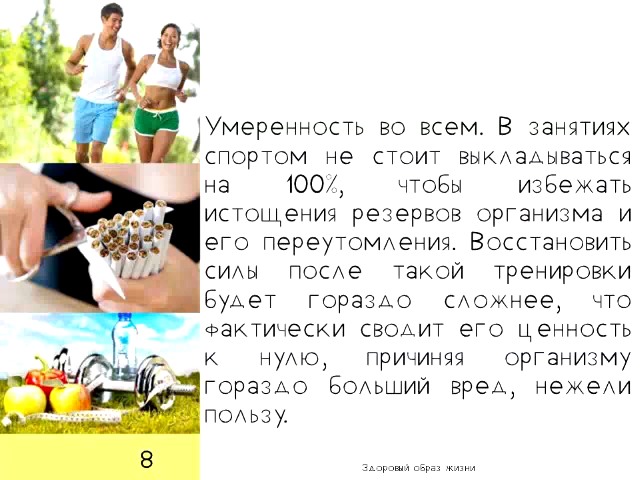 Умеренность во всем. В занятиях
спортом не стоит выкладываться
на 100%, чтобы избежать
истощения резервов организма и
его переутомления. Восстановить
силы после такой тренировки
будет гораздо сложнее, что
фактически сводит его ценность
к нулю, причиняя организму
гораздо больший вред, нежели
пользу.
8
Здоровый образ жизни